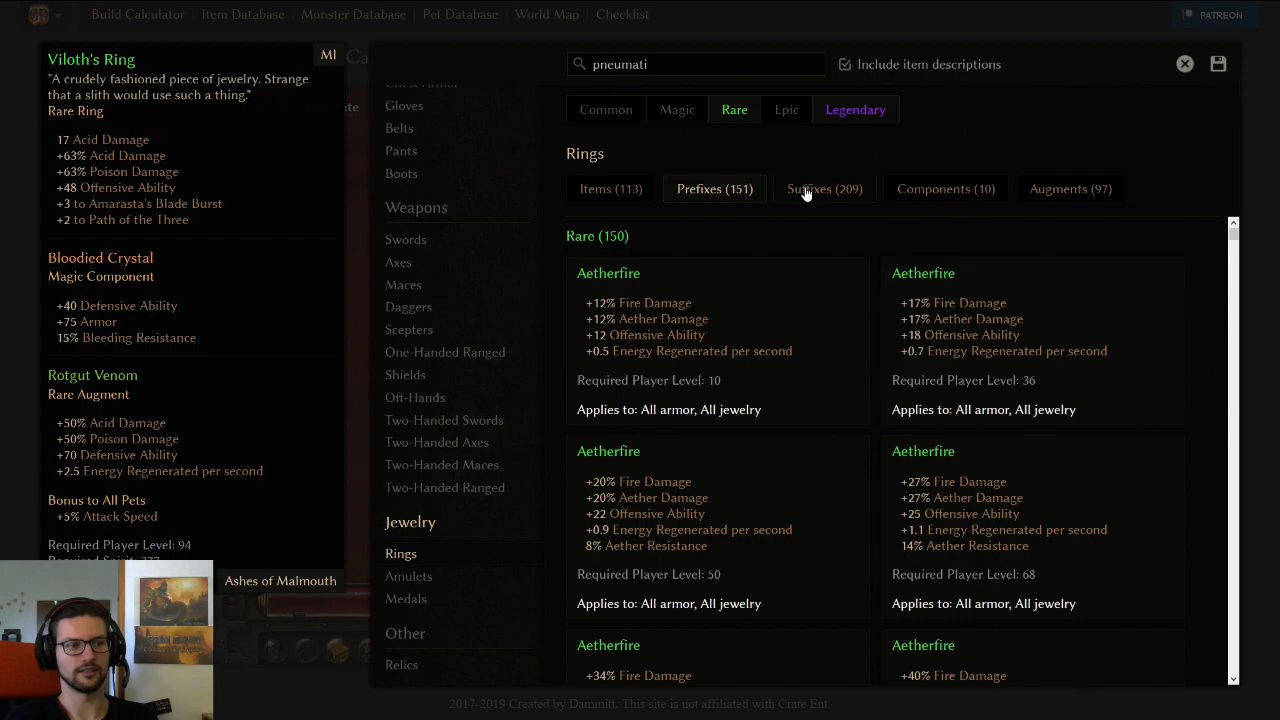 Build Calculator Item Database Monster Database Pet Database World Map Checklist
PATREON
Viloth's Ring
MI
"A crudely fashioned piece of jewelry. Strange
that a slith would use such a thing."
Rare Ring
17 Acid Damage
+63% Acid Damage
+63% Poison Damage
+48 Offensive Ability
+3 to Amarasta's Blade Burst
+2 to Path of the Three
Bloodied Crystal
Magic Component
+40 Defensive Ability
+75 Armor
15% Bleeding Resistance
Rotgut Venom
Rare Augment
+50% Acid Damage
+50% Poison Damage
+70 Defensive Ability
+2.5 Energy Regenerated per second
Bonus to All Pets
+5% Attack Speed
Required Player Level: 94
Ashes of Malmouth
Chest Armor
Gloves
Belts
Pants
Boots
Weapons
Swords
Axes
Maces
Daggers
Scepters
One-Handed Ranged
Shields
Off-Hands
Two-Handed Swords
Two-Handed Axes
Two-Handed Maces
Two-Handed Ranged
Jewelry
Rings
Amulets
Medals
Other
Relics
pneumati
Include item descriptions
Common Magic Rare Epic Legendary
Rings
Items (113) Prefixes (151) Suffixes (209) Components (10) Augments (97)
Rare (150)
Aetherfire
+12% Fire Damage
+12% Aether Damage
+12 Offensive Ability
+0.5 Energy Regenerated per second
Required Player Level: 10
Applies to: All armor, All jewelry
Aetherfire
+17% Fire Damage
+17% Aether Damage
+18 Offensive Ability
+0.7 Energy Regenerated per second
Required Player Level: 36
Applies to: All armor, All jewelry
Aetherfire
+20% Fire Damage
+20% Aether Damage
+22 Offensive Ability
+0.9 Energy Regenerated per second
8% Aether Resistance
Required Player Level: 50
Applies to: All armor, All jewelry
Aetherfire
+27% Fire Damage
+27% Aether Damage
+25 Offensive Ability
+1.1 Energy Regenerated per second
14% Aether Resistance
Required Player Level: 68
Applies to: All armor, All jewelry
Aetherfire
+34% Fire Damage
Aetherfire
+40% Fire Damage
2017-2019 Created by Dammitt. This site is not affiliated with Crate Ent.